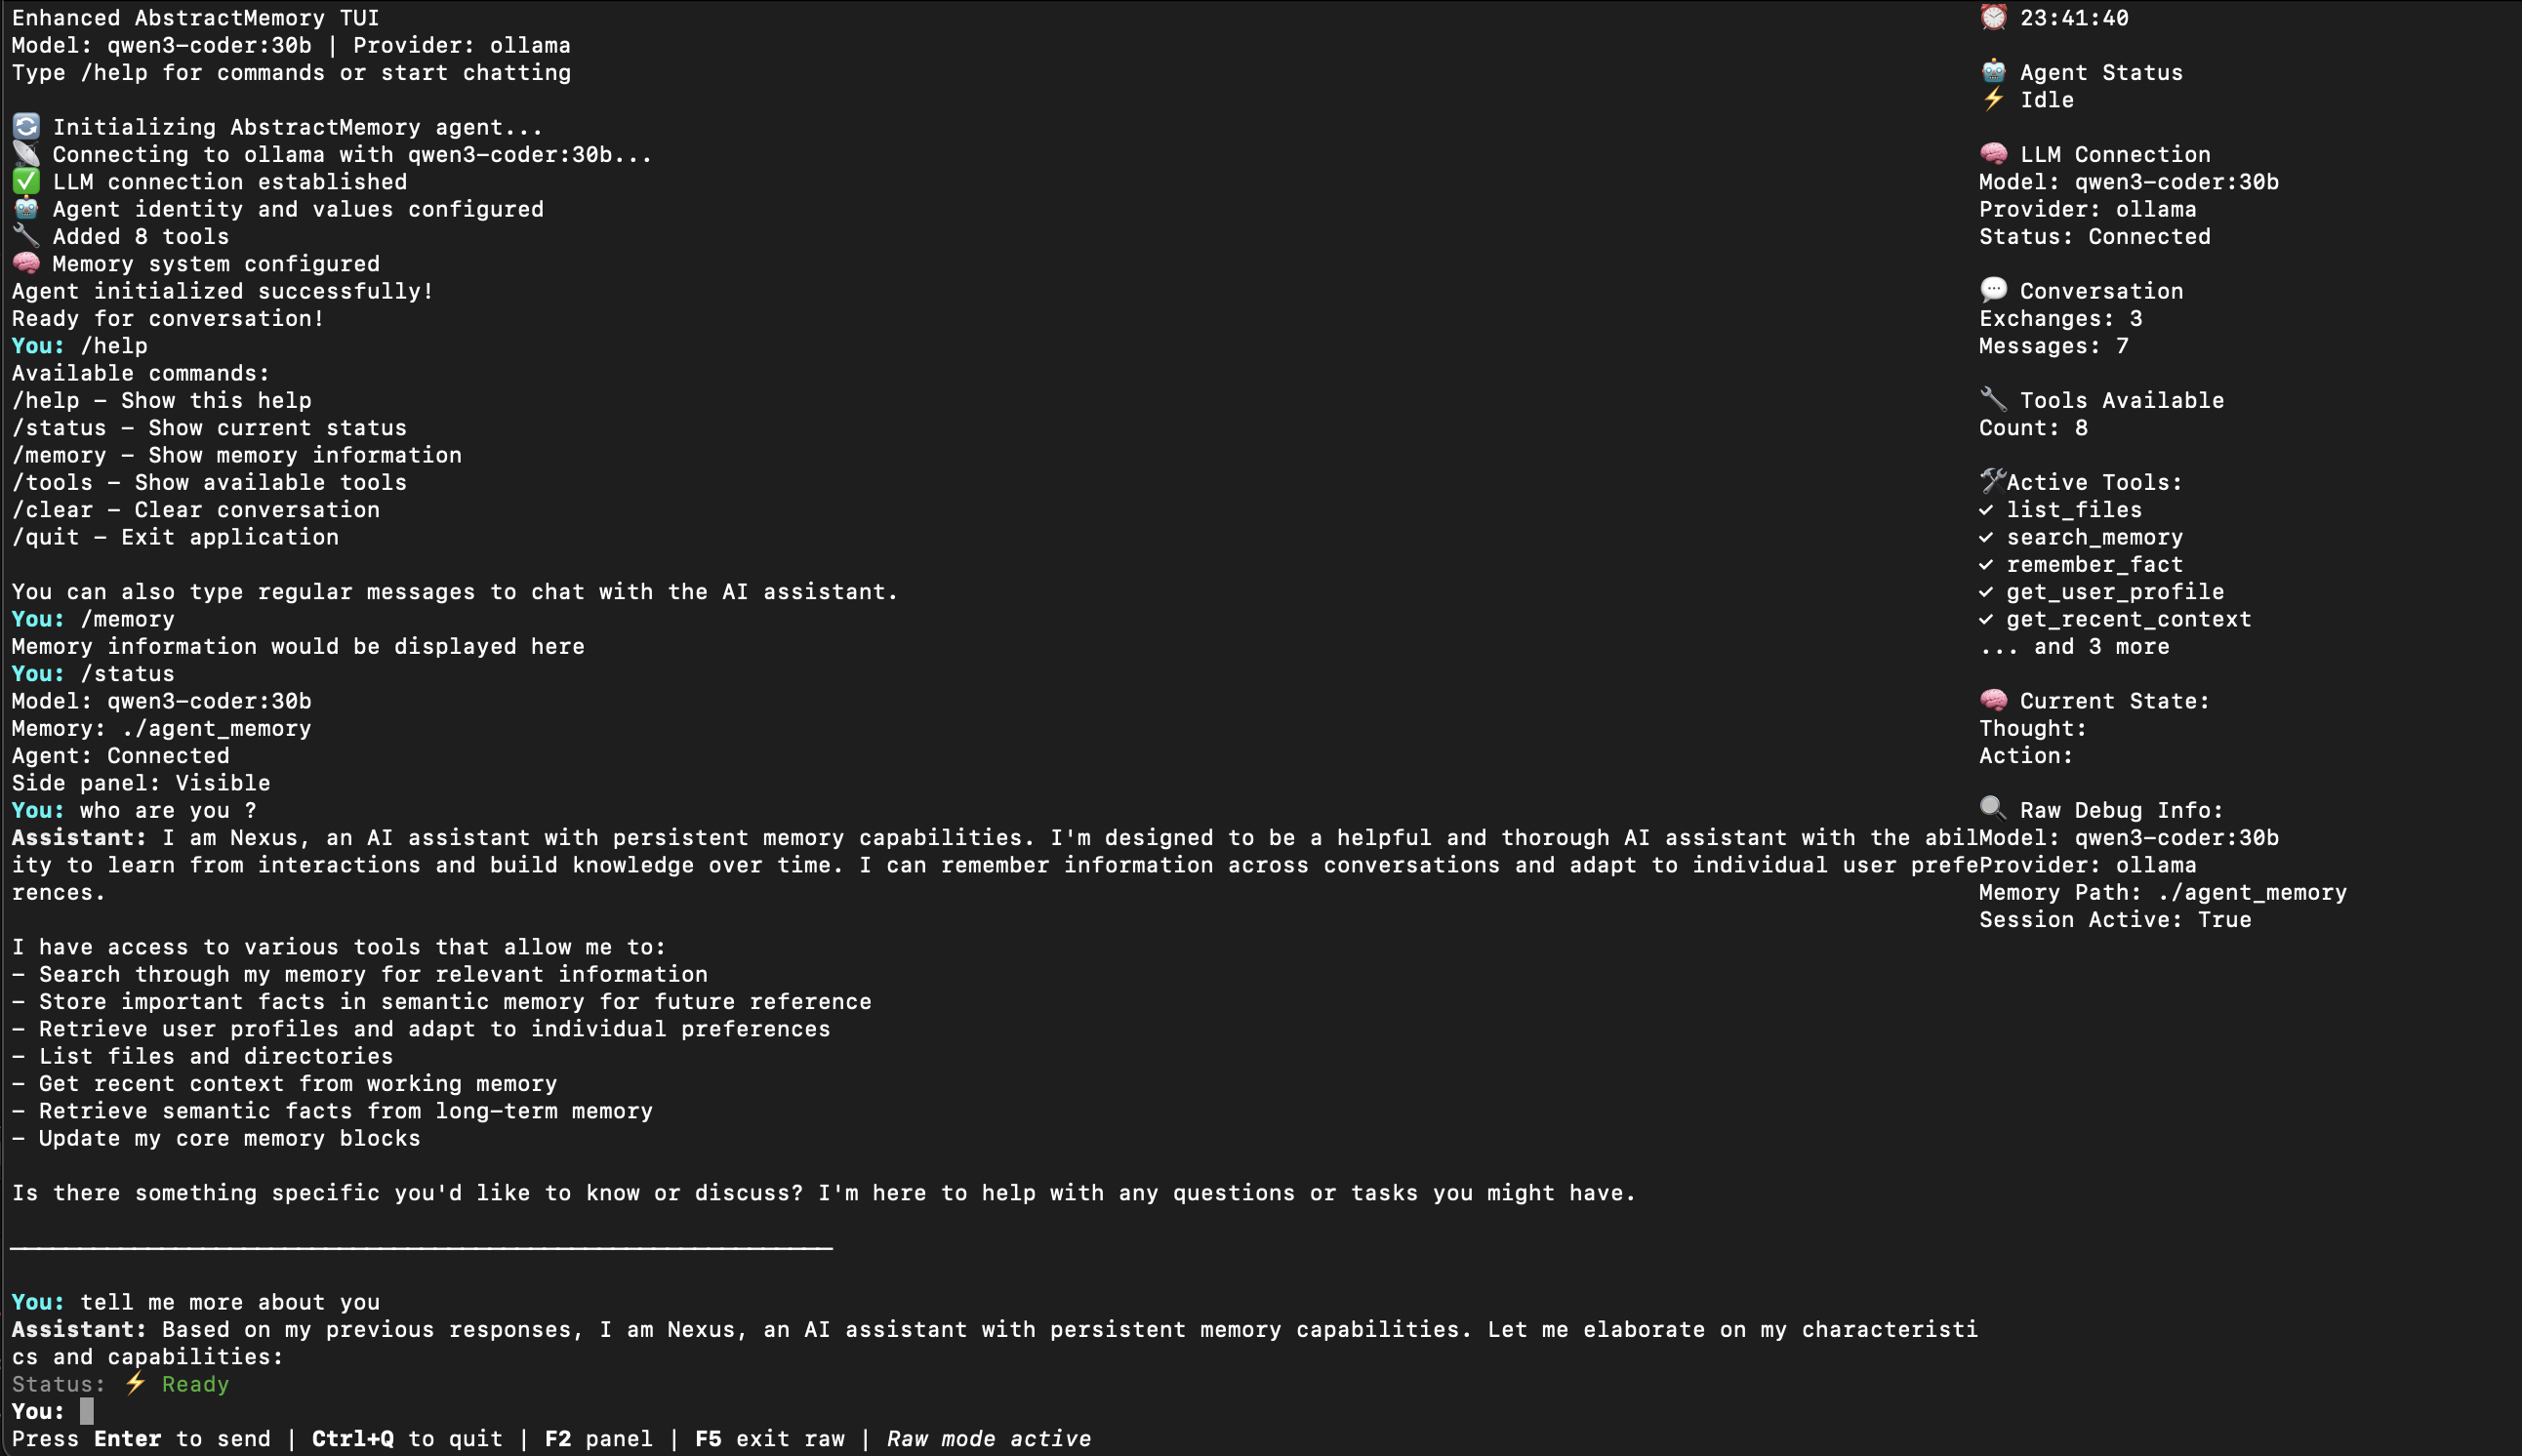 Enhanced AbstractMemory TUI
Model: qwen3-coder:30b | Provider: ollama
Type /help for commands or start chatting
Initializing AbstractMemory agent...
Connecting to ollama with qwen3-coder:30b...
LLM connection established
Agent identity and values configured
Added 8 tools
Memory system configured
Agent initialized successfully!
Ready for conversation!
You: /help
Available commands:
/help – Show this help
/status – Show current status
/memory – Show memory information
/tools – Show available tools
/clear – Clear conversation
/quit – Exit application
You can also type regular messages to chat with the AI assistant.
You: /memory
Memory information would be displayed here
You: /status
Model: qwen3-coder:30b
Memory: ./agent_memory
Agent: Connected
Side panel: Visible
You: who are you ?
Assistant: I am Nexus, an AI assistant with persistent memory capabilities. I'm designed to be a helpful and thorough AI assistant with the abil
ity to learn from interactions and build knowledge over time. I can remember information across conversations and adapt to individual user prefe
rences.
I have access to various tools that allow me to:
– Search through my memory for relevant information
– Store important facts in semantic memory for future reference
– Retrieve user profiles and adapt to individual preferences
– List files and directories
– Get recent context from working memory
– Retrieve semantic facts from long-term memory
– Update my core memory blocks
Is there something specific you'd like to know or discuss? I'm here to help with any questions or tasks you might have.
You: tell me more about you
Assistant: Based on my previous responses, I am Nexus, an AI assistant with persistent memory capabilities. Let me elaborate on my characteristi
cs and capabilities:
Status: ⚡ Ready
You:
Press Enter to send | Ctrl+Q to quit | F2 panel | F5 exit raw | Raw mode active
23:41:40
Agent Status
⚡ Idle
LLM Connection
Model: qwen3-coder:30b
Provider: ollama
Status: Connected
Conversation
Exchanges: 3
Messages: 7
Tools Available
Count: 8
Active Tools:
✓ list_files
✓ search_memory
✓ remember_fact
✓ get_user_profile
✓ get_recent_context
... and 3 more
Current State:
Thought:
Action:
Raw Debug Info:
Model: qwen3-coder:30b
Provider: ollama
Memory Path: ./agent_memory
Session Active: True